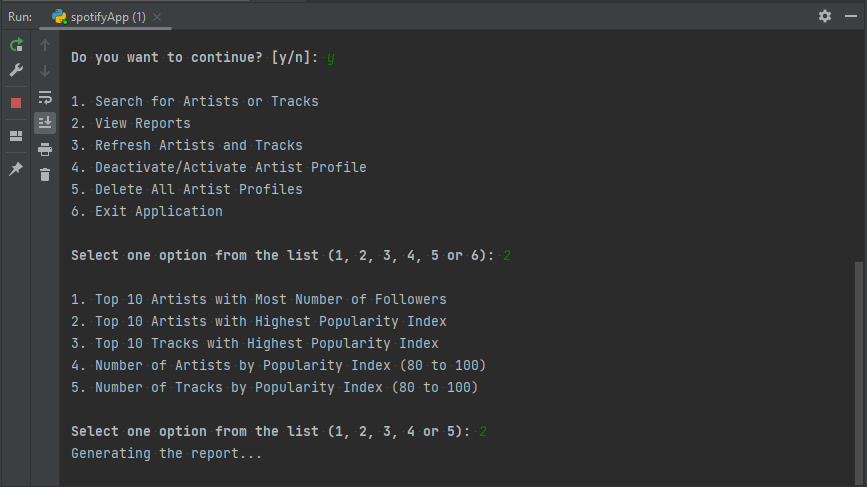 Run: spotifyApp (1)
Do you want to continue? [y/n]: y
1. Search for Artists or Tracks
2. View Reports
3. Refresh Artists and Tracks
4. Deactivate/Activate Artist Profile
5. Delete All Artist Profiles
6. Exit Application
Select one option from the list (1, 2, 3, 4, 5 or 6): 2
1. Top 10 Artists with Most Number of Followers
2. Top 10 Artists with Highest Popularity Index
3. Top 10 Tracks with Highest Popularity Index
4. Number of Artists by Popularity Index (80 to 100)
5. Number of Tracks by Popularity Index (80 to 100)
Select one option from the list (1, 2, 3, 4 or 5): 2
Generating the report...